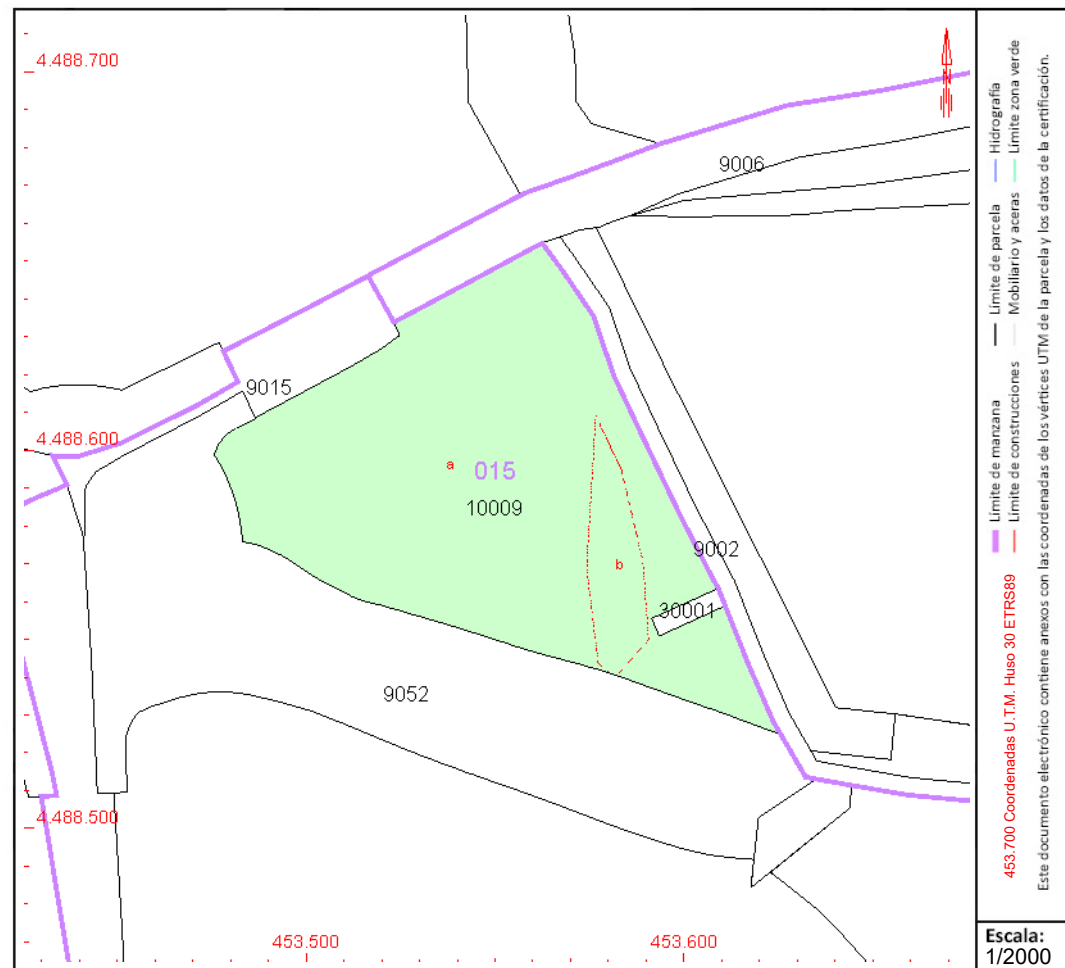 4.488.700
9006
9015
4.488.600
a
015
10009
9002
b
30001
9052
4.488.500
453.500
453.600
N
Límite de manzana
Límite de construcciones
Límite de parcela
Mobiliario y aceras
Hidrografía
Límite zona verde
453.700 Coordenadas U.T.M. Huso 30 ETRS89
Este documento electrónico contiene anexos con las coordenadas de los vértices UTM de la parcela y los datos de la certificación.
Escala:
1/2000